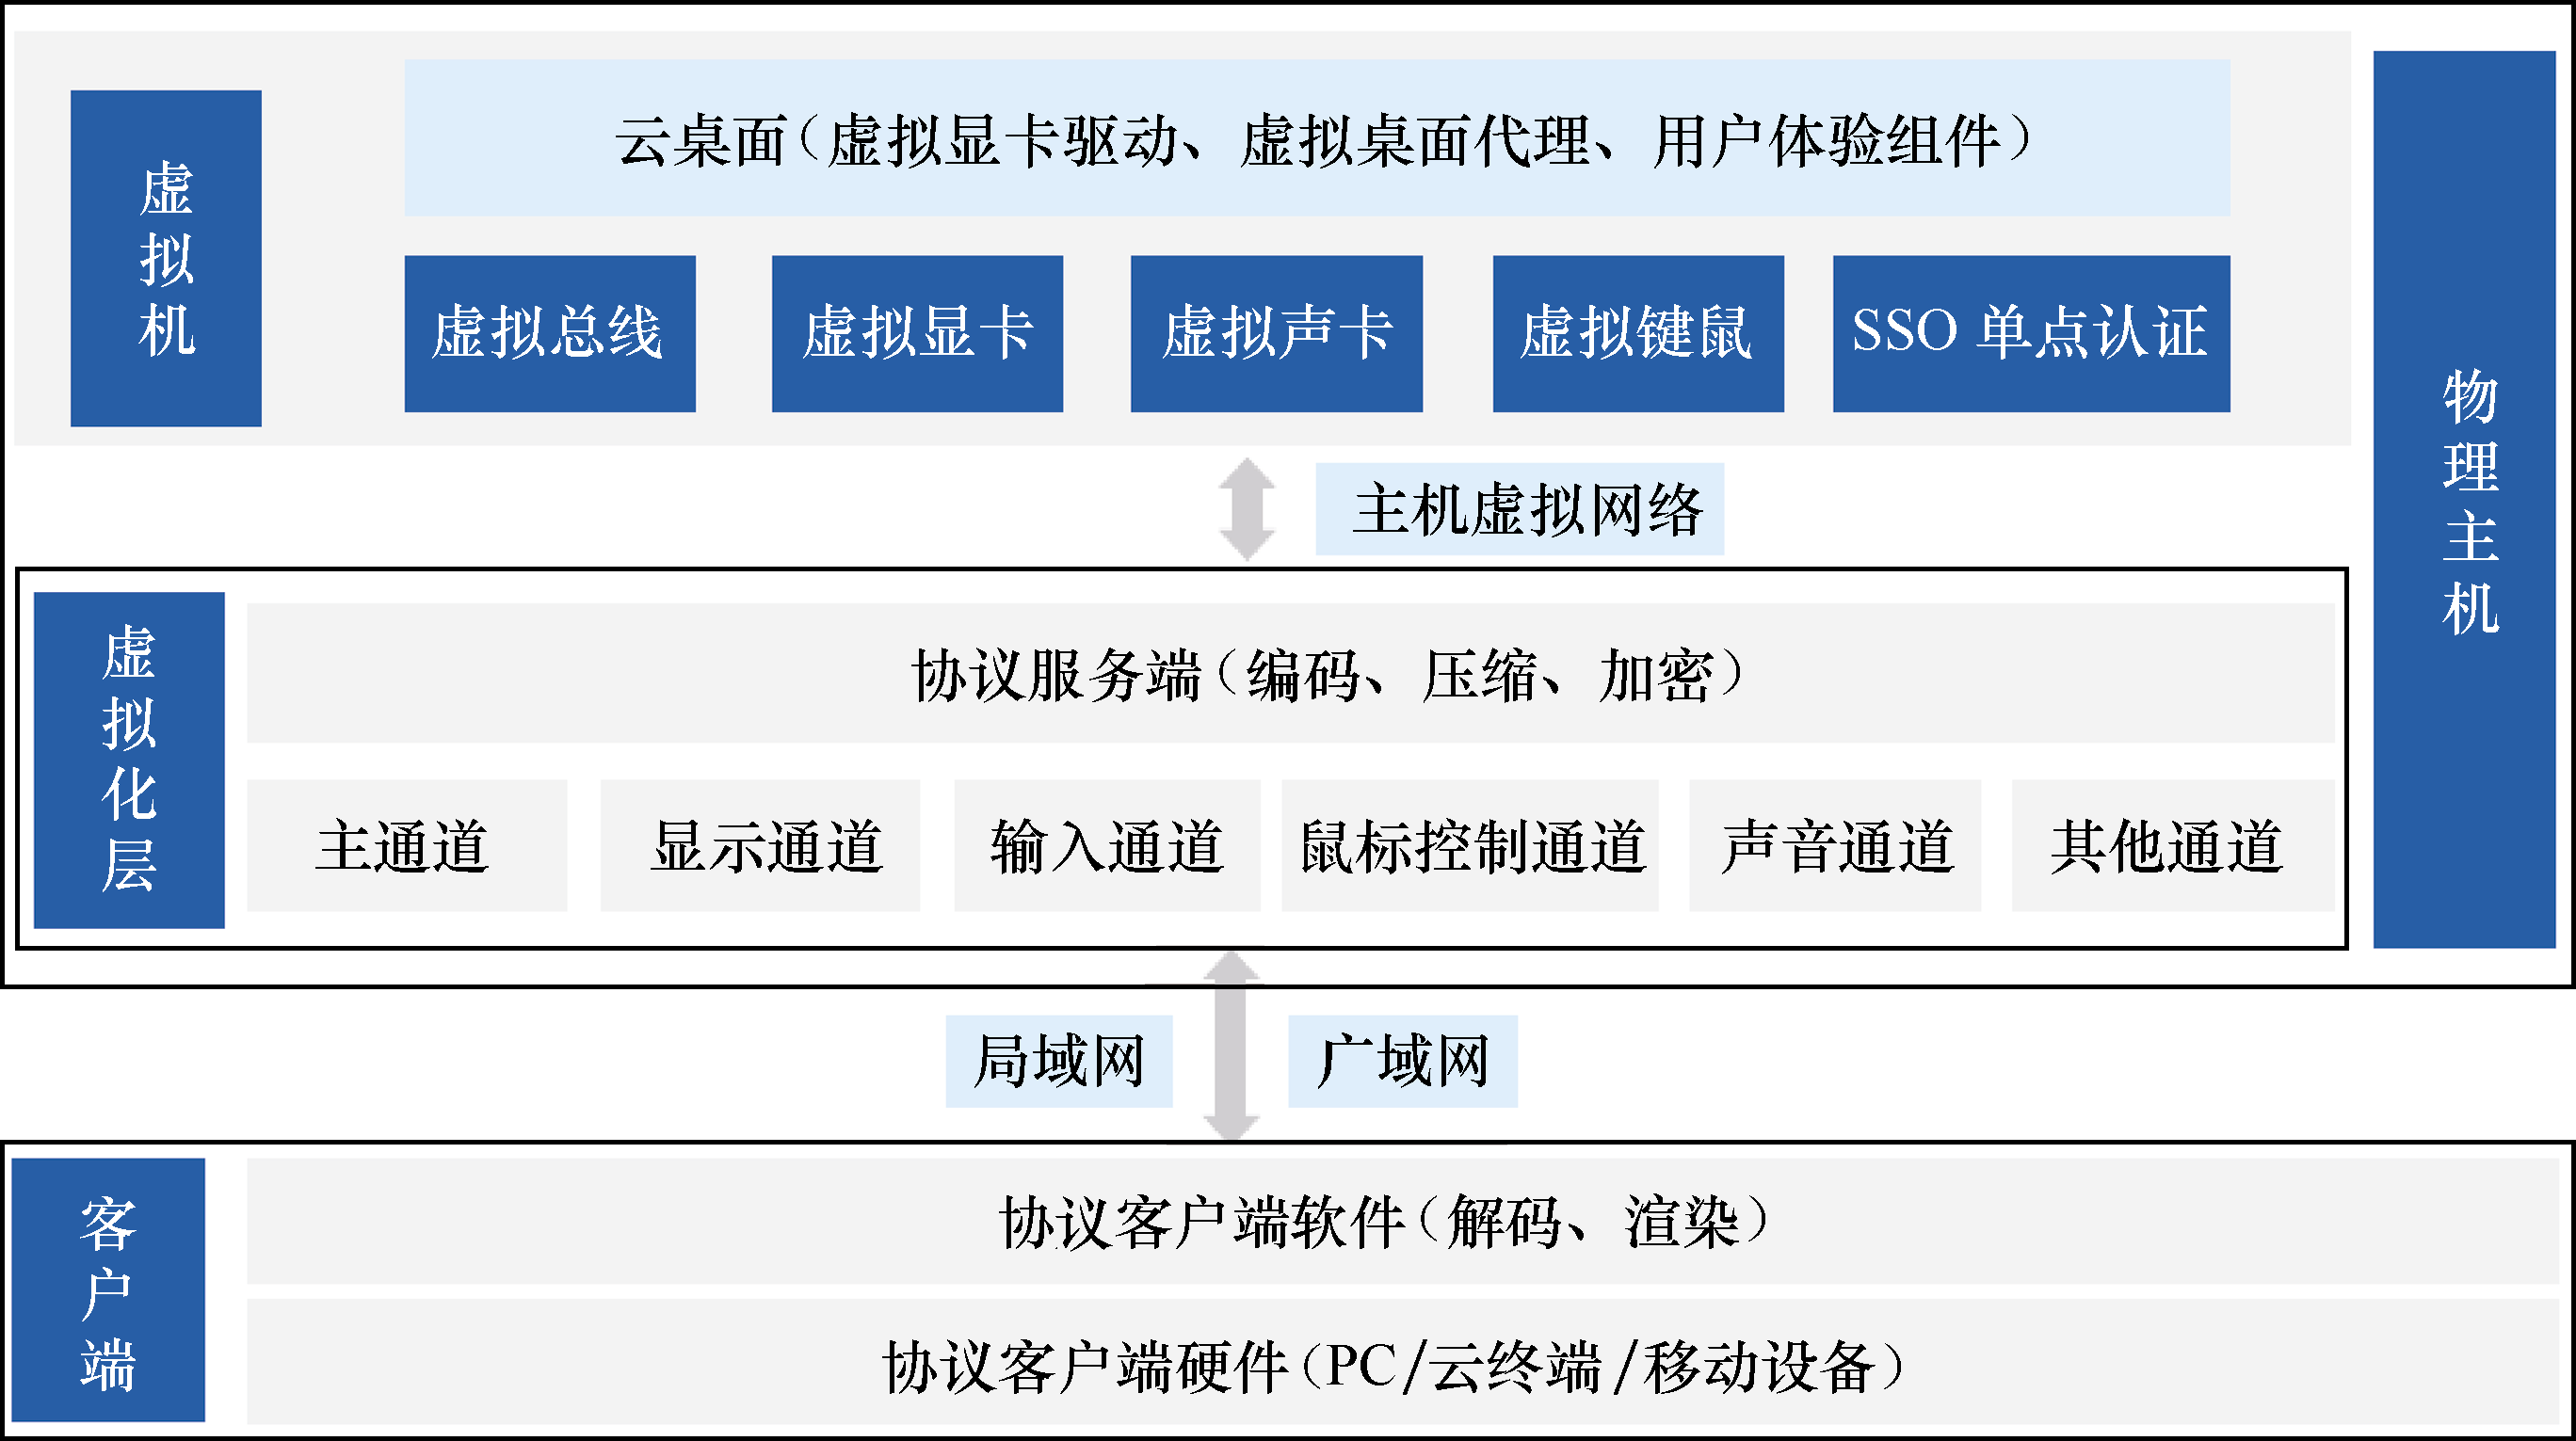 虚拟机
云桌面（虚拟显卡驱动、虚拟桌面代理、用户体验组件）
虚拟总线
虚拟显卡
虚拟声卡
虚拟键鼠
SSO 单点认证
物理主机
主机虚拟网络
虚拟化层
协议服务端（编码、压缩、加密）
主通道
显示通道
输入通道
鼠标控制通道
声音通道
其他通道
局域网
广域网
客户端
协议客户端软件（解码、渲染）
协议客户端硬件（PC/云终端/移动设备）